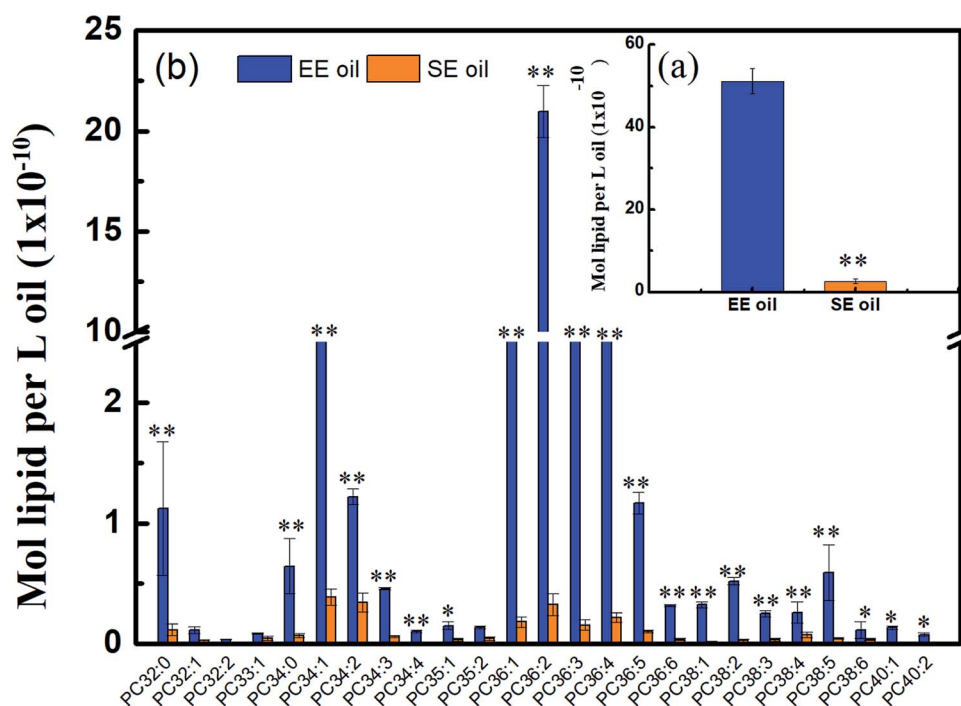 (b)
EE oil
SE oil
**
Mol lipid per L oil (1x10-10)
25
20
15
10
2
1
0
(a)
Mol lipid per L oil (1x10
-10)
60
40
20
0
**
EE oil
SE oil
**
**
**
**
**
**
**
**
**
*
**
**
**
**
**
**
**
**
*
*
*
PC32:0
PC32:1
PC32:2
PC33:1
PC34:0
PC34:1
PC34:2
PC34:3
PC34:4
PC35:1
PC35:2
PC36:1
PC36:2
PC36:3
PC36:4
PC36:5
PC36:6
PC38:1
PC38:2
PC38:3
PC38:4
PC38:5
PC38:6
PC40:1
PC40:2